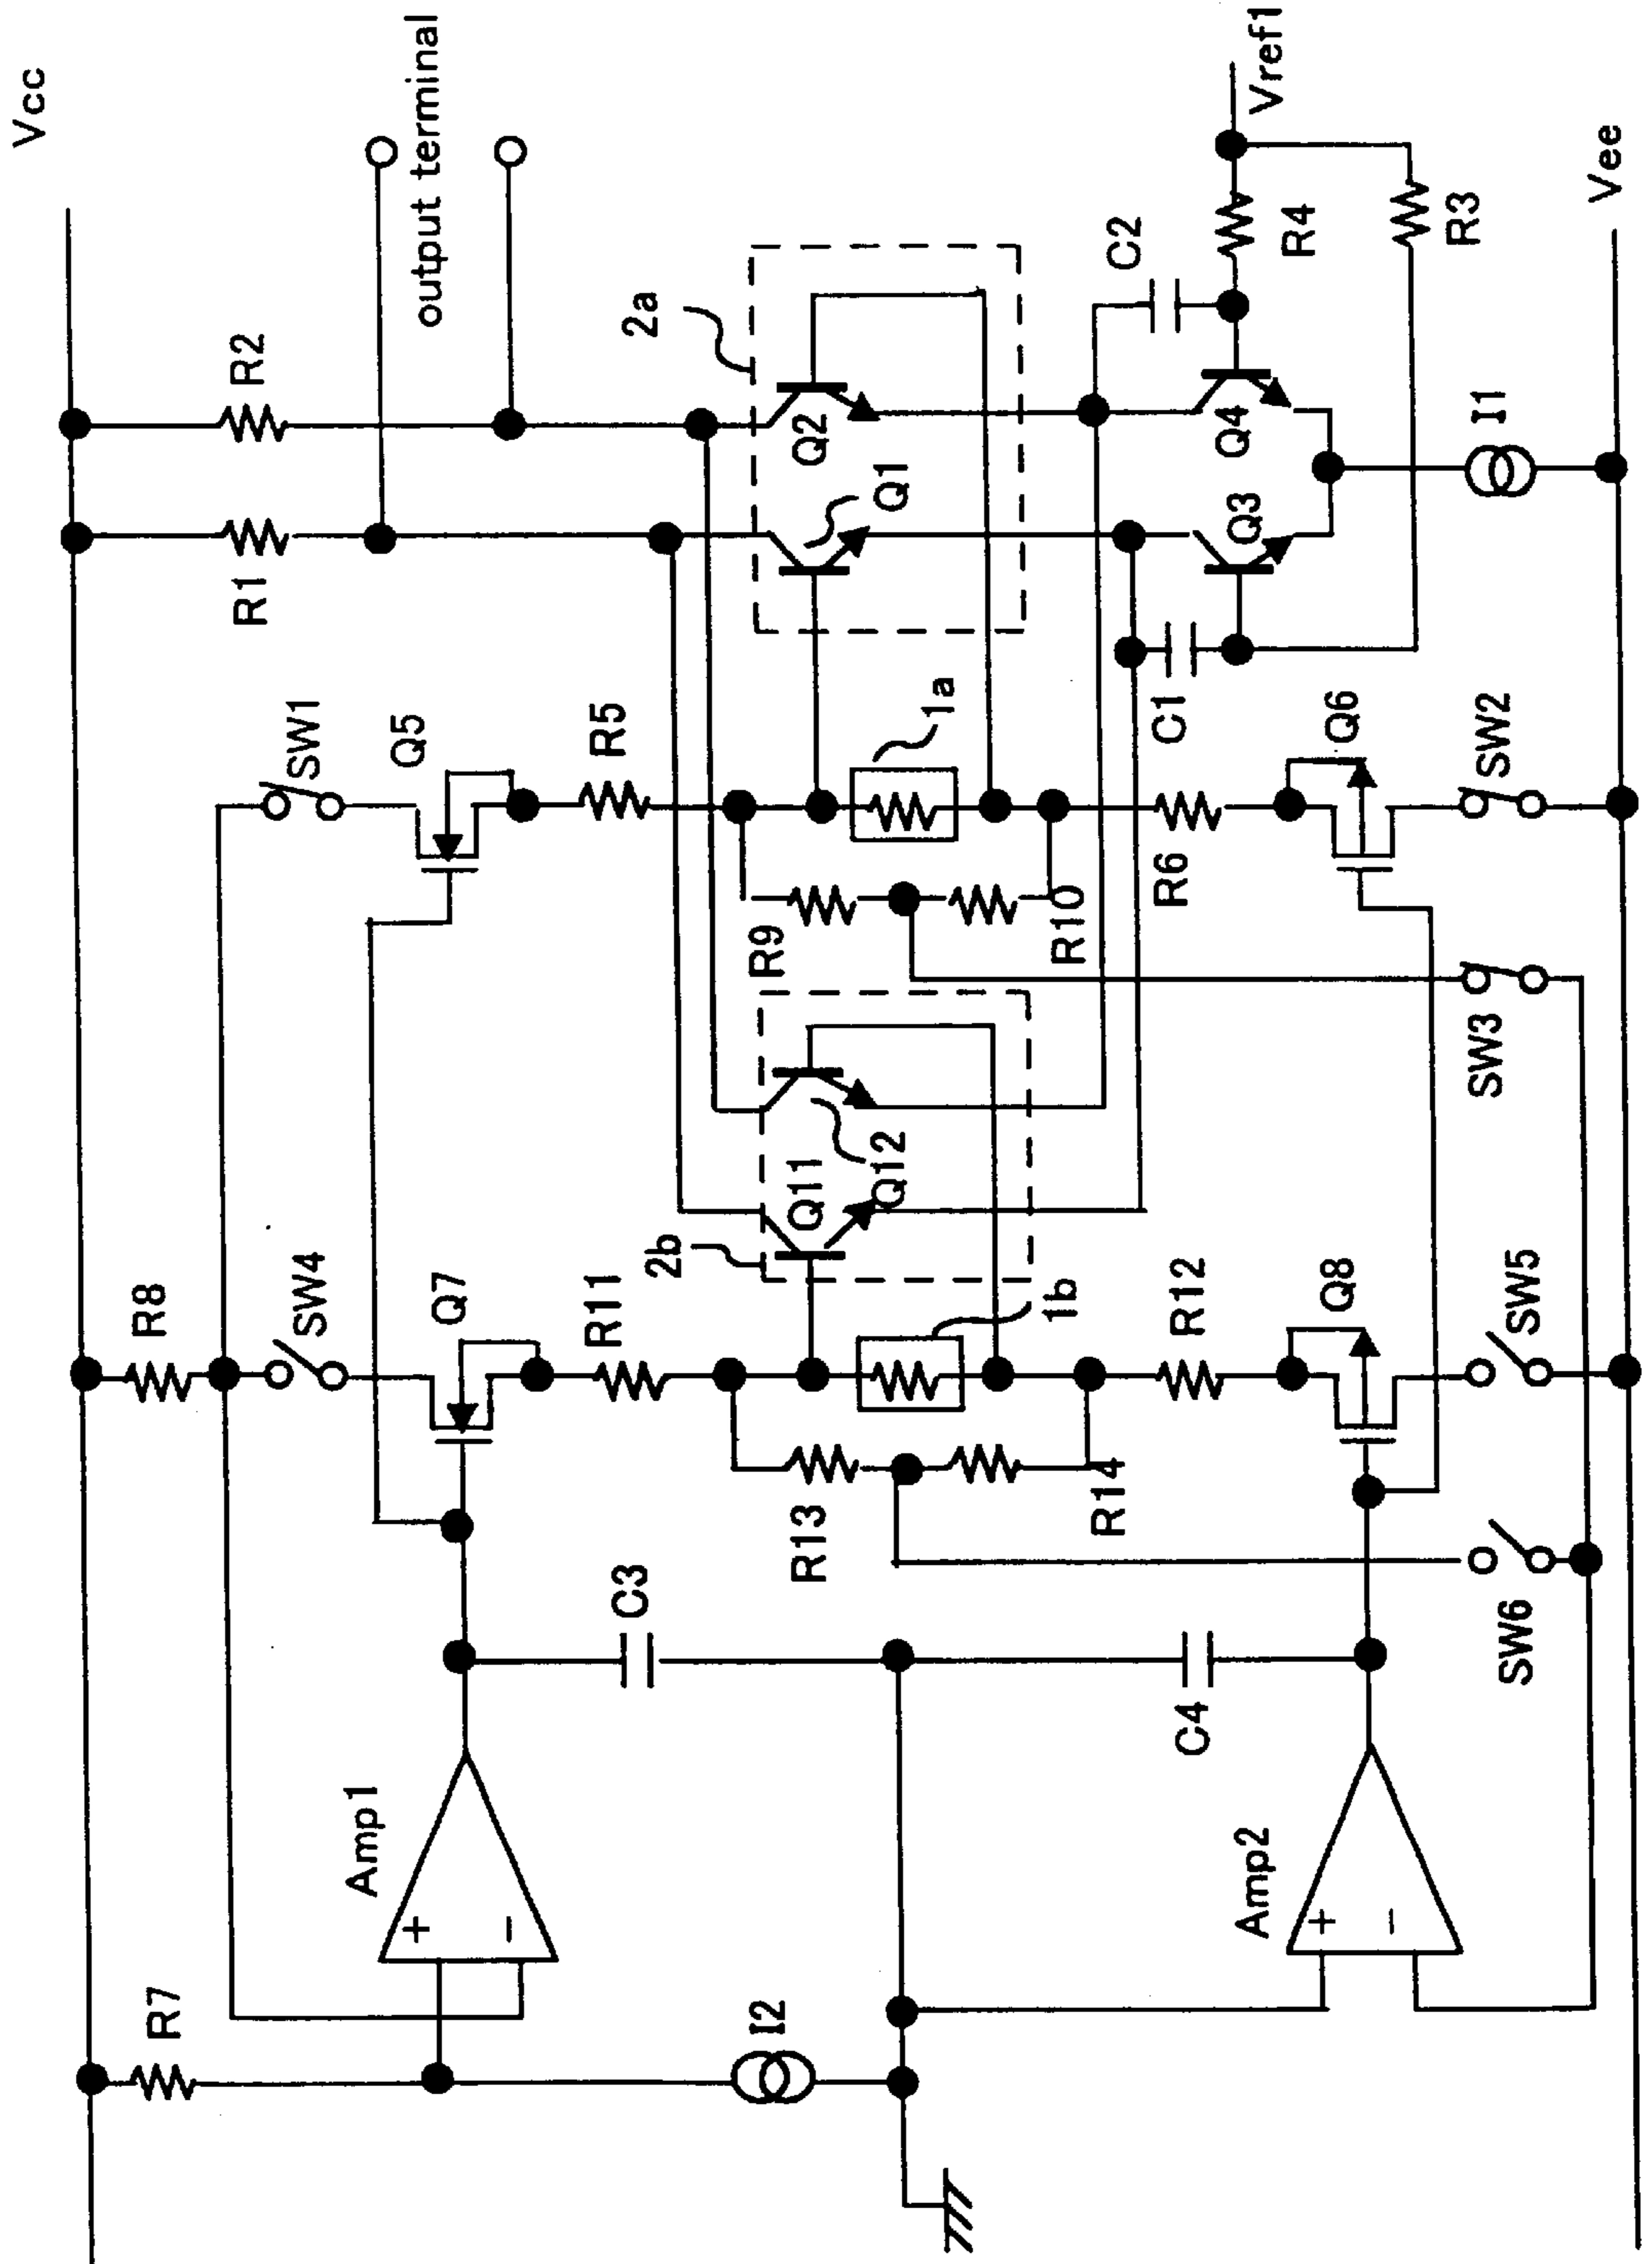 Vcc
output terminal
R2
R1
2a
Q2
Q1
C2
Vref1
R4
R3
Q4
Q3
I1
Vee
SW1
Q5
R5
1a
C1
Q6
SW2
R6
R9
R10
SW3
R8
SW4
Q7
R11
2b
Q11
Q12
1b
R12
Q8
SW5
R13
R14
SW6
C3
C4
Amp1
+
−
Amp2
+
−
R7
I2